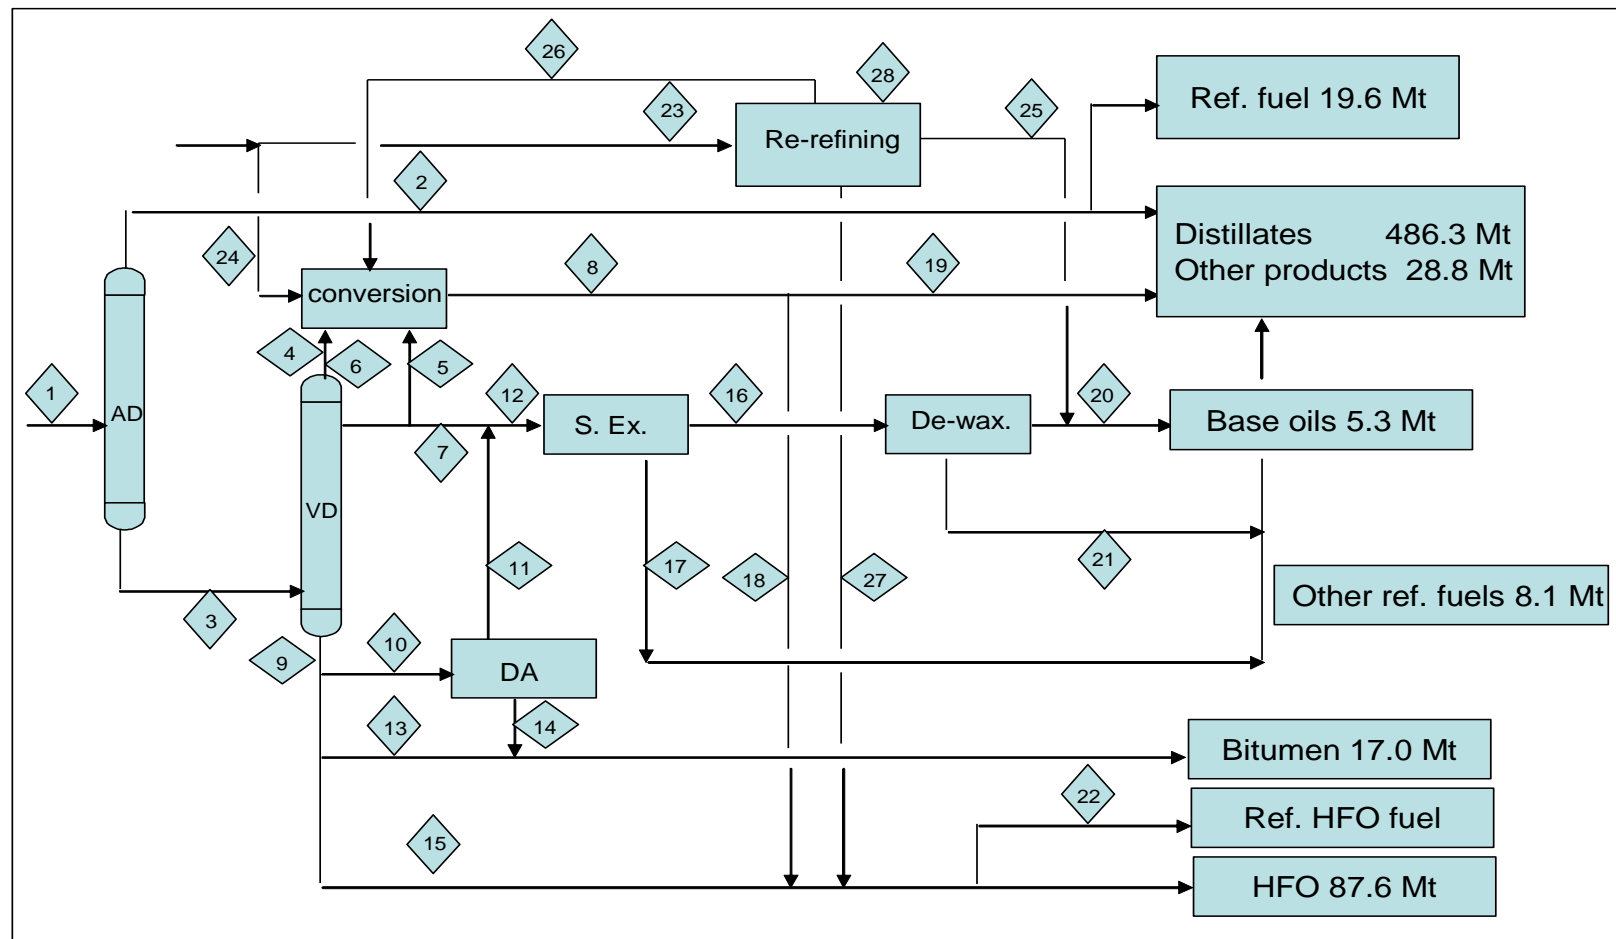 26
28
Ref. fuel 19.6 Mt
23
25
Re-refining
2
24
8
19
Distillates 486.3 Mt
Other products 28.8 Mt
conversion
4
6
5
1
AD
12
16
20
S. Ex.
De-wax.
Base oils 5.3 Mt
7
VD
11
17
18
27
21
Other ref. fuels 8.1 Mt
3
9
10
DA
13
14
Bitumen 17.0 Mt
22
Ref. HFO fuel
15
HFO 87.6 Mt